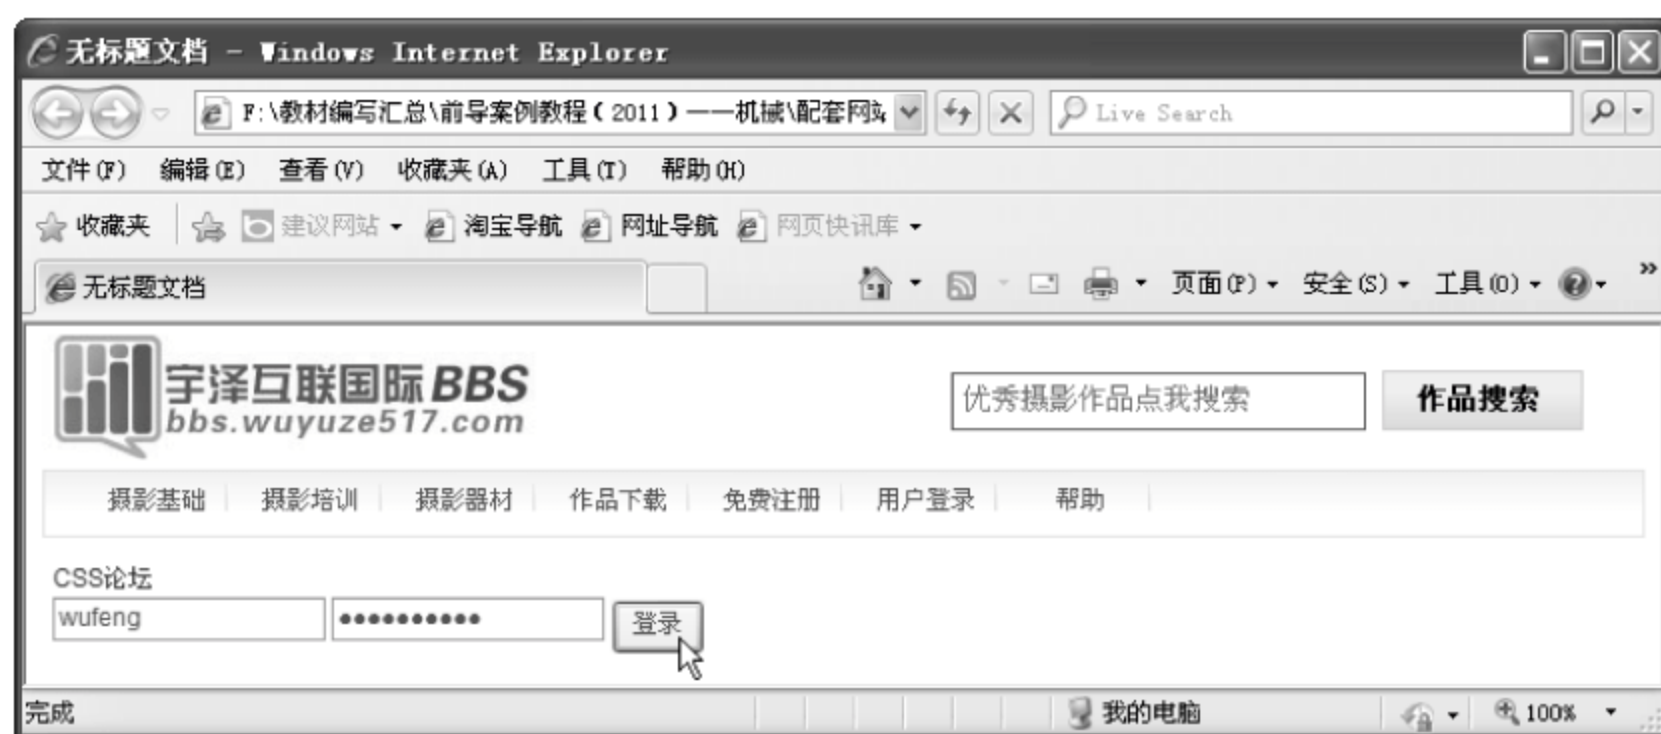 无标题文档 - Windows Internet Explorer
F:\教材编写汇总\前导案例教程(2011)——机械\配套网站 Live Search
文件(F) 编辑(E) 查看(V) 收藏夹(A) 工具(T) 帮助(H)
收藏夹 建议网站 淘宝导航 网址导航 网页快讯库
无标题文档 页面(P) 安全(S) 工具(O) »
宇泽互联国际BBS
bbs.wuyuze517.com
优秀摄影作品点我搜索 作品搜索
摄影基础 摄影培训 摄影器材 作品下载 免费注册 用户登录 帮助
CSS论坛
wufeng •••••••••• 登录
完成 我的电脑 100%